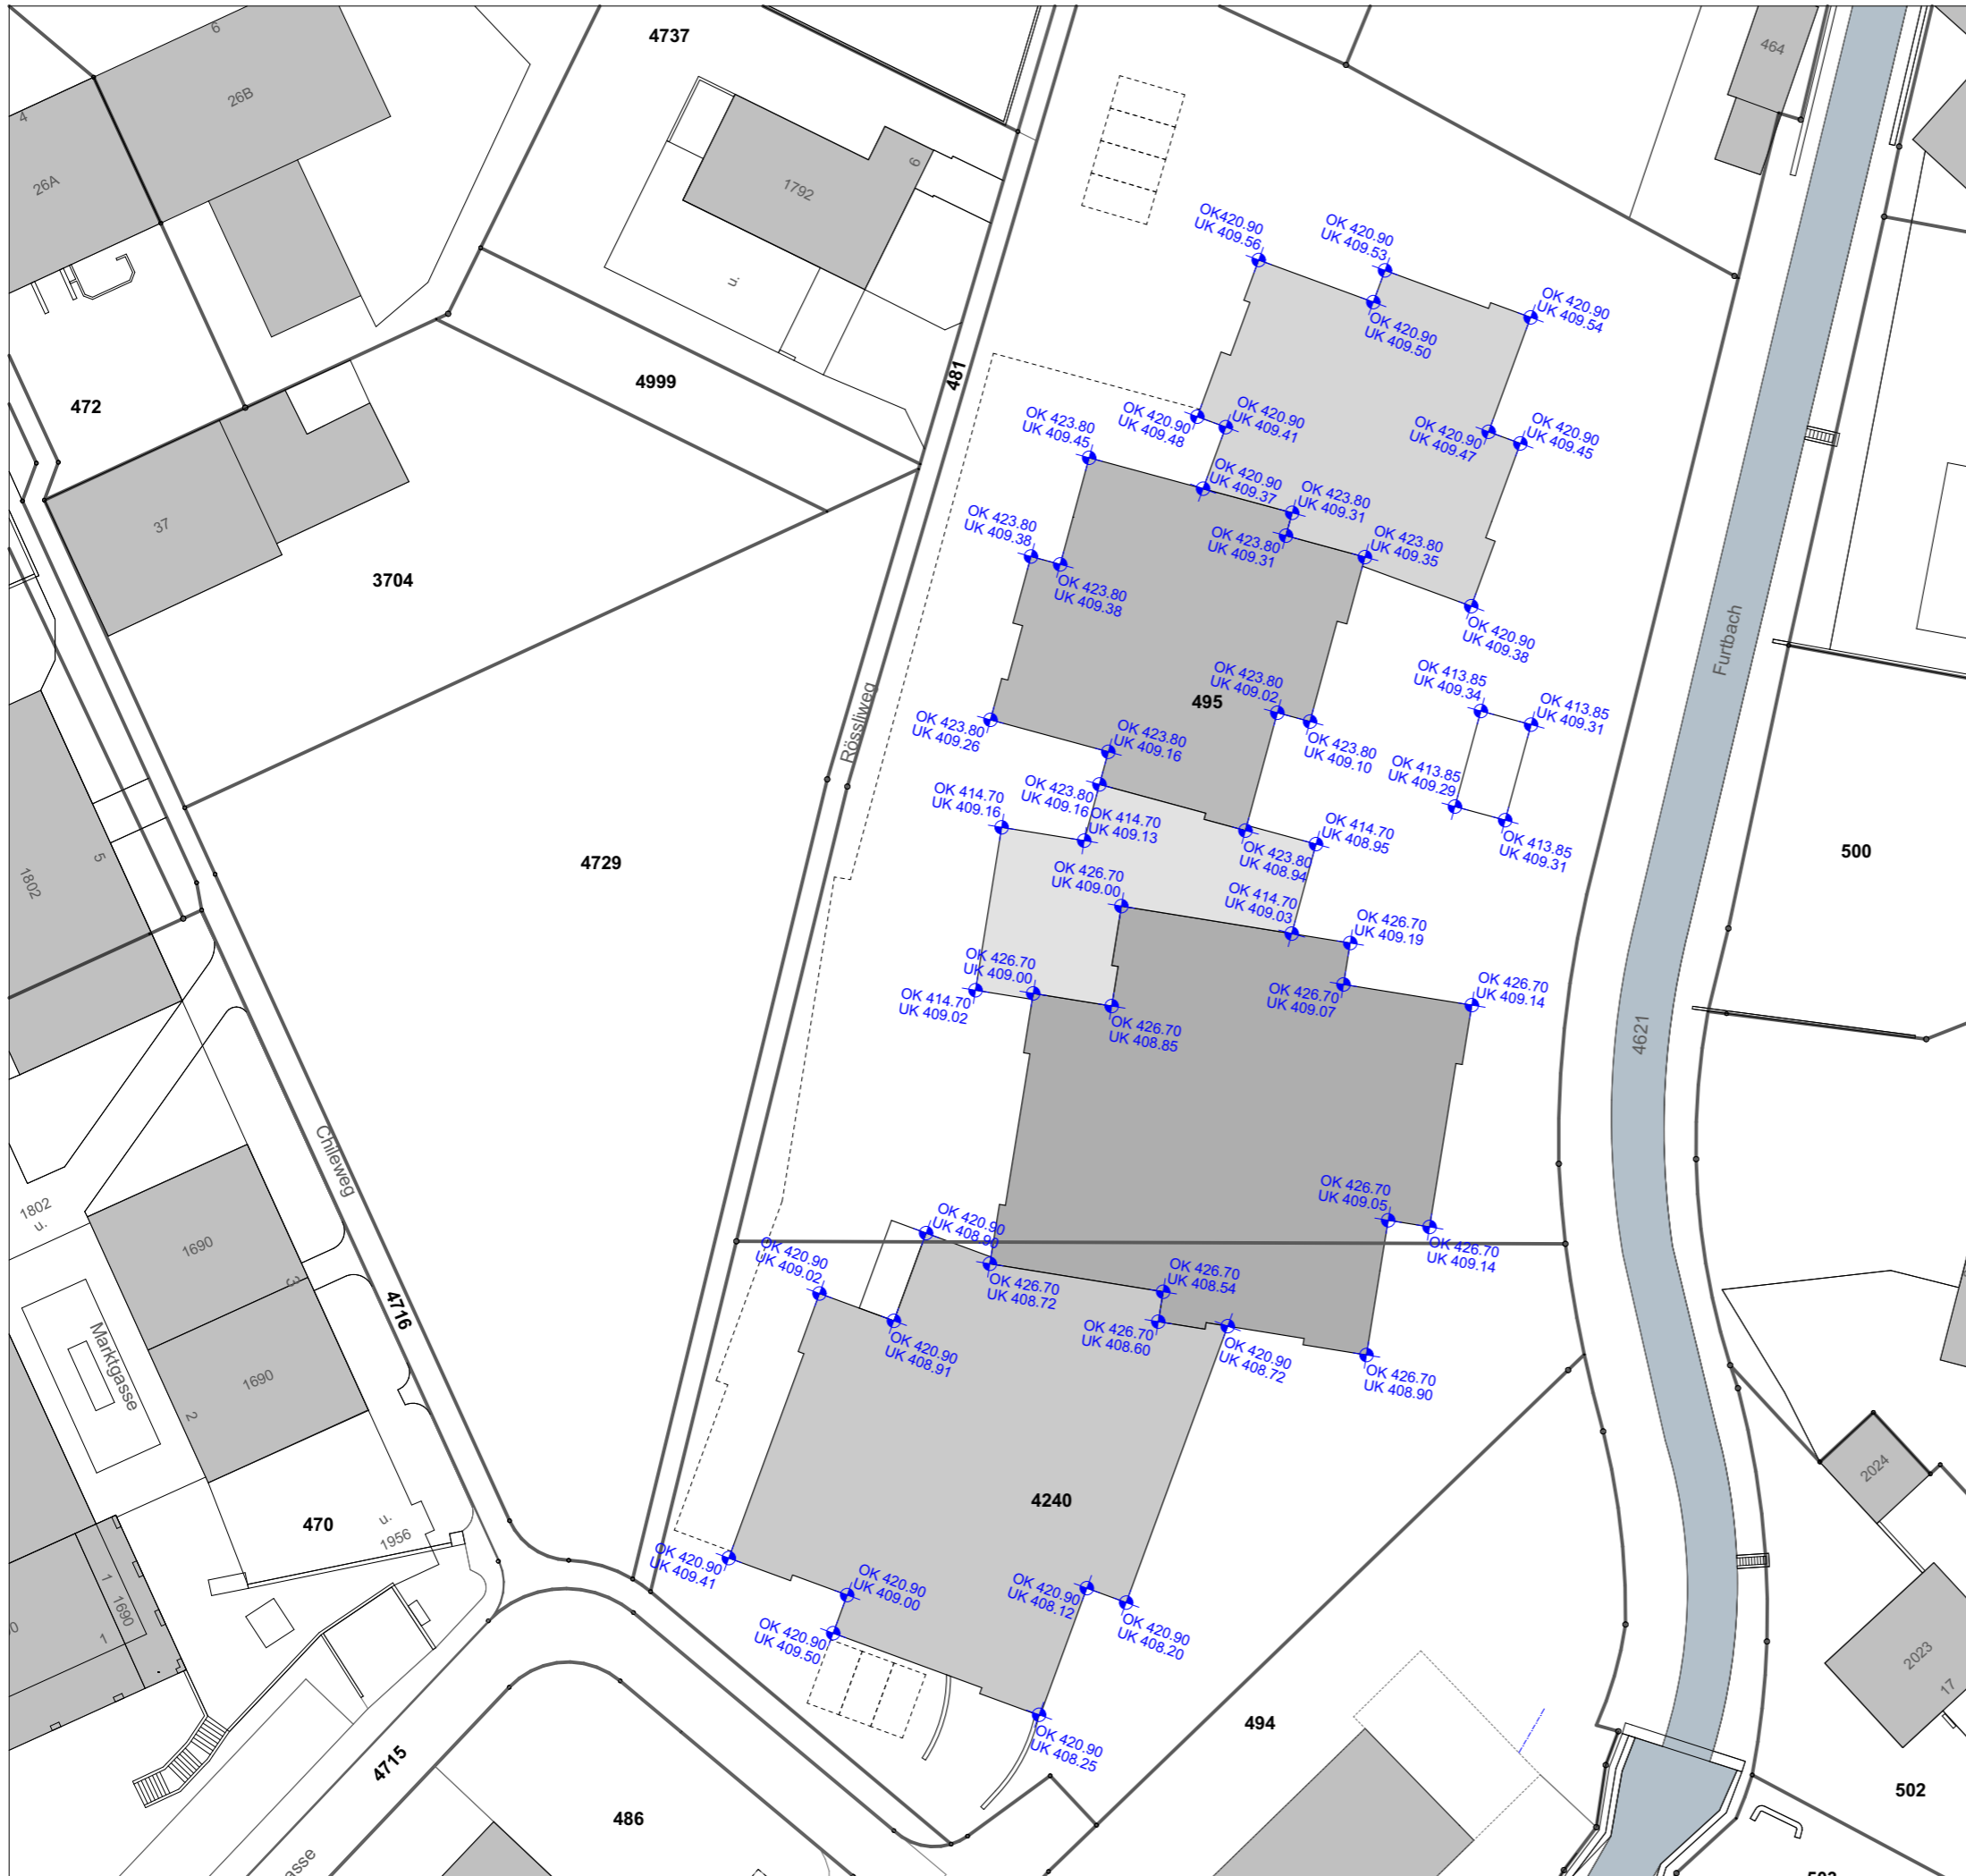 4737
6
464
26B
4
26A
1792
6
u.
OK420.90
UK 409.56
OK 420.90
UK 409.53
OK 420.90
UK 409.54
OK 420.90
UK 409.50
481
4999
472
OK 420.90
UK 409.48
OK 420.90
UK 409.41
OK 420.90
UK 409.47
OK 420.90
UK 409.45
OK 423.80
UK 409.45
OK 420.90
UK 409.37
OK 423.80
UK 409.31
OK 423.80
UK 409.31
OK 423.80
UK 409.35
37
OK 423.80
UK 409.38
OK 423.80
UK 409.38
3704
OK 420.90
UK 409.38
Furtbach
OK 423.80
UK 409.02
495
OK 413.85
UK 409.34
OK 413.85
UK 409.31
Rössliweg
OK 423.80
UK 409.26
OK 423.80
UK 409.16
OK 423.80
UK 409.10
OK 413.85
UK 409.29
OK 413.85
UK 409.31
OK 423.80
UK 409.16
OK 414.70
UK 409.16
OK 414.70
UK 409.13
OK 414.70
UK 408.95
OK 423.80
UK 408.94
5
1802
4729
500
OK 426.70
UK 409.00
OK 414.70
UK 409.03
OK 426.70
UK 409.19
OK 426.70
UK 409.00
OK 414.70
UK 409.02
OK 426.70
UK 408.85
OK 426.70
UK 409.07
OK 426.70
UK 409.14
4621
Chileweg
1802
u.
1690
3
OK 426.70
UK 409.05
OK 426.70
UK 409.14
OK 420.90
UK 408.90
OK 420.90
UK 409.02
OK 426.70
UK 408.72
OK 426.70
UK 408.54
4716
Marktgasse
1690
2
OK 420.90
UK 408.91
OK 426.70
UK 408.60
OK 420.90
UK 408.72
OK 426.70
UK 408.90
2024
4240
470
u.
1956
OK 420.90
UK 409.41
OK 420.90
UK 409.00
OK 420.90
UK 408.12
OK 420.90
UK 408.20
1
1690
1
0
OK 420.90
UK 409.50
2023
17
OK 420.90
UK 408.25
494
4715
486
502
asse